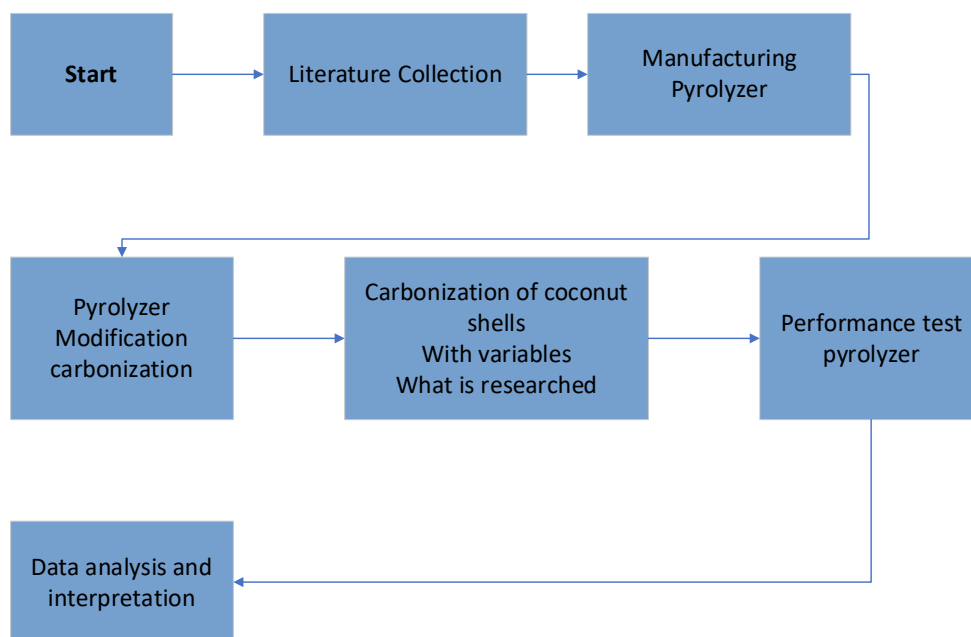 Start
Literature Collection
Manufacturing
Pyrolyzer
Pyrolyzer
Modification
carbonization
Carbonization of coconut
shells
With variables
What is researched
Performance test
pyrolyzer
Data analysis and
interpretation